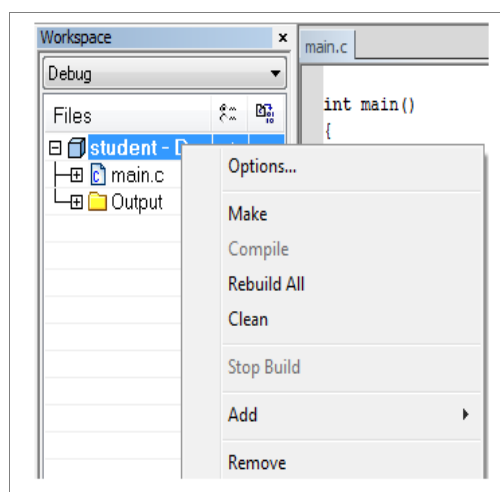 Workspace
x
main.c
Debug
Files
int main()
{
student - D
main.c
Output
Options...
Make
Compile
Rebuild All
Clean
Stop Build
Add
Remove